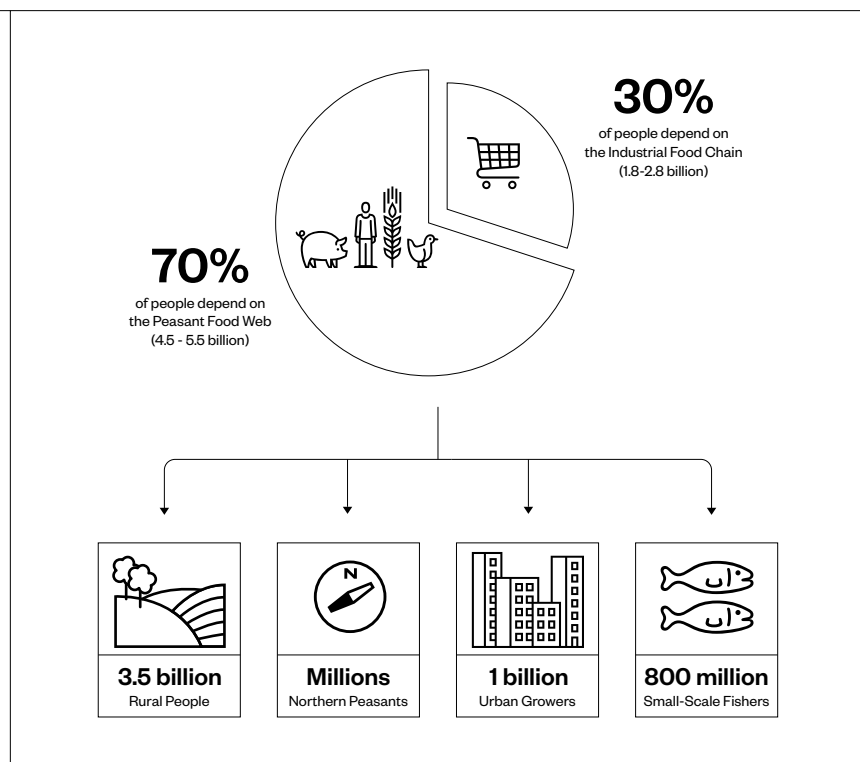 30%
of people depend on
the Industrial Food Chain
(1.8-2.8 billion)
70%
of people depend on
the Peasant Food Web
(4.5 - 5.5 billion)
N
3.5 billion
Rural People
Millions
Northern Peasants
1 billion
Urban Growers
800 million
Small-Scale Fishers